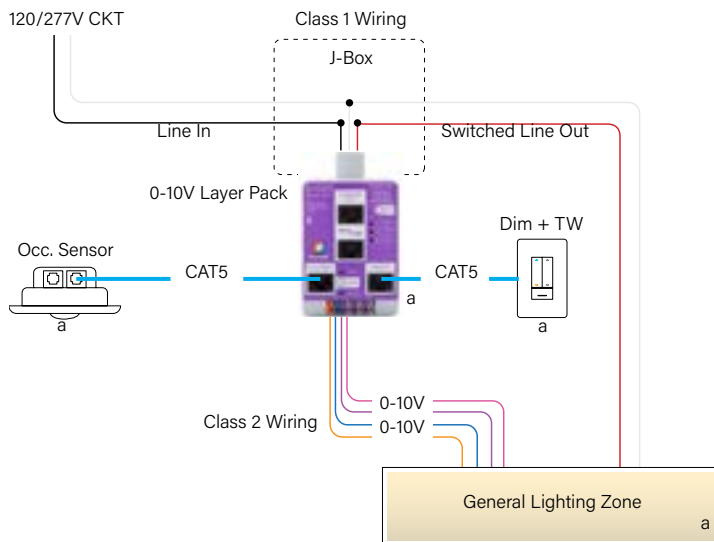 120/277V CKT
Class 1 Wiring
J-Box
Line In
Switched Line Out
0-10V Layer Pack
Dim + TW
Occ. Sensor
CAT5
CAT5
a
a
a
0-10V
Class 2 Wiring
0-10V
General Lighting Zone
a